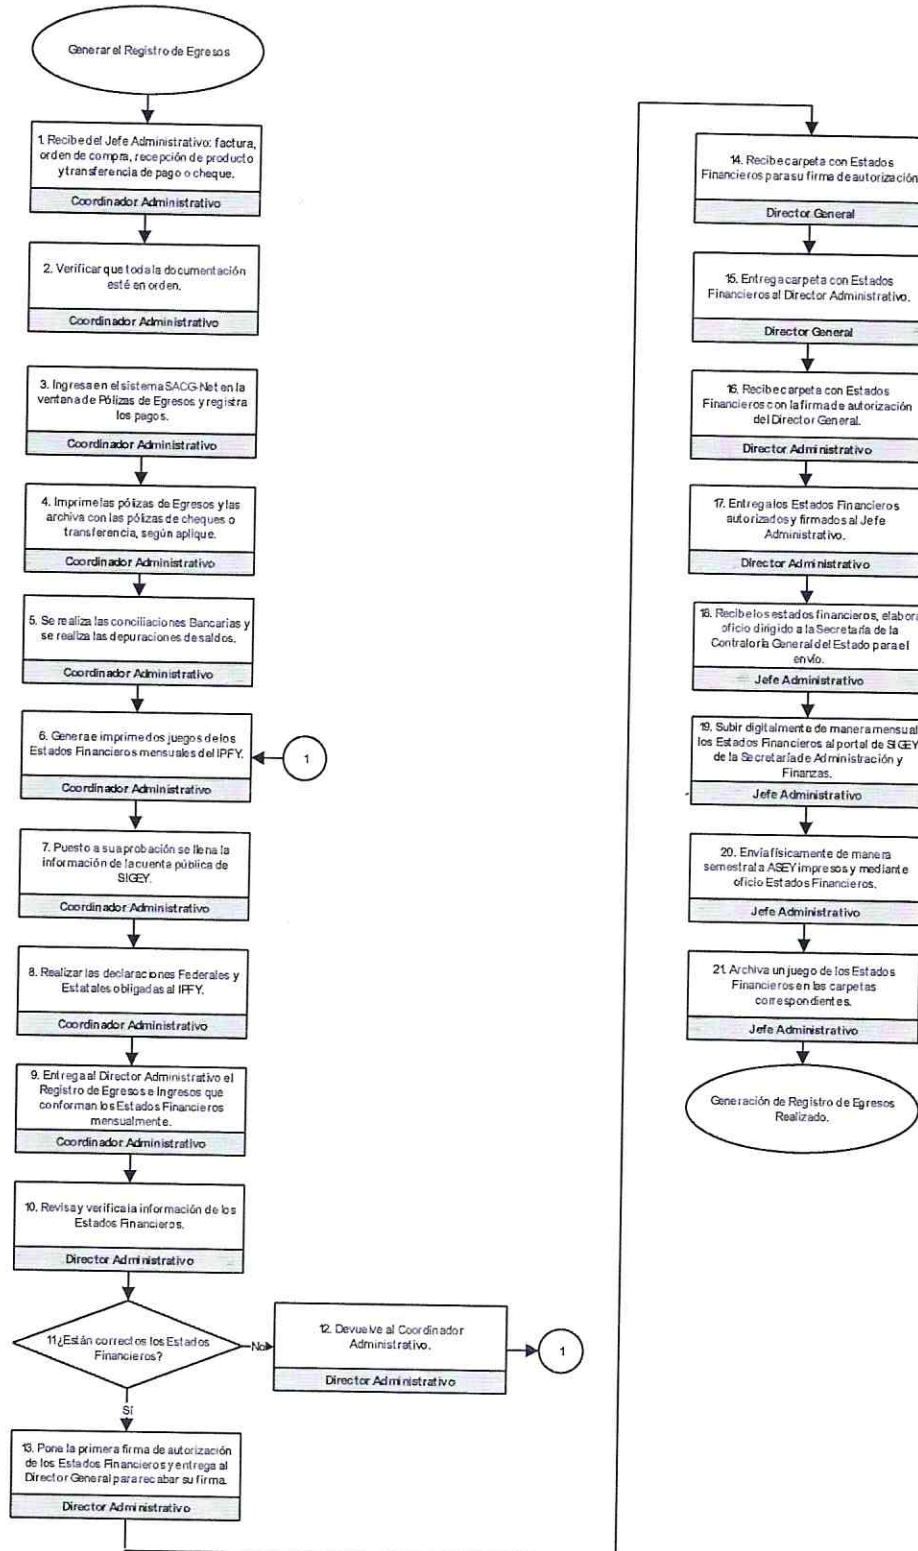 Generar el Registro de Egresos
1. Recibe del Jefe Administrativo: factura,
orden de compra, recepción de producto
y transferencia de pago o cheque.
Coordinador Administrativo
2. Verificar que toda la documentación
esté en orden.
Coordinador Administrativo
3. Ingresa en el sistema SACG-Net en la
ventana de Pólizas de Egresos y registra
los pagos.
Coordinador Administrativo
4. Imprime las pólizas de Egresos y las
archiva con las pólizas de cheques o
transferencia, según aplique.
Coordinador Administrativo
5. Se realiza las conciliaciones Bancarias y
se realiza las depuraciones de saldos.
Coordinador Administrativo
6. Genera e imprime dos juegos de los
Estados Financieros mensuales del IPFY.
Coordinador Administrativo
1
7. Puesto a su aprobación se llena la
información de la cuenta pública de
SIGEY.
Coordinador Administrativo
8. Realizar las declaraciones Federales y
Estatales obligadas al IPFY.
Coordinador Administrativo
9. Entrega al Director Administrativo el
Registro de Egresos e Ingresos que
conforman los Estados Financieros
mensualmente.
Coordinador Administrativo
10. Revisa y verifica la información de los
Estados Financieros.
Director Administrativo
11¿Están correctos los Estados
Financieros?
No
12. Devuelve al Coordinador
Administrativo.
Director Administrativo
1
Sí
13. Pone la primera firma de autorización
de los Estados Financieros y entrega al
Director General para recabar su firma.
Director Administrativo
14. Recibe carpeta con Estados
Financieros para su firma de autorización
Director General
15. Entrega carpeta con Estados
Financieros al Director Administrativo.
Director General
16. Recibe carpeta con Estados
Financieros con la firma de autorización
del Director General.
Director Administrativo
17. Entrega los Estados Financieros
autorizados y firmados al Jefe
Administrativo.
Director Administrativo
18. Recibe los estados financieros, elabora
oficio dirigido a la Secretaría de la
Contraloría General del Estado para el
envío.
Jefe Administrativo
19. Subir digitalmente de manera mensual
los Estados Financieros al portal de SIGEY
de la Secretaría de Administración y
Finanzas.
Jefe Administrativo
20. Envía físicamente de manera
semestral a ASEY impresos y mediante
oficio Estados Financieros.
Jefe Administrativo
21. Archiva un juego de los Estados
Financieros en las carpetas
correspondientes.
Jefe Administrativo
Generación de Registro de Egresos
Realizado.